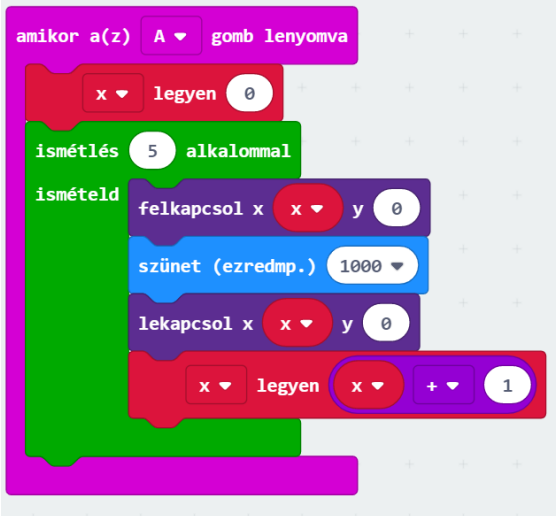 amikor a(z) A gomb lenyomva
x legyen 0
ismétlés 5 alkalommal
ismételd
felkapcsol x x y 0
szünet (ezredmp.) 1000
lekapcsol x x y 0
x legyen x + 1